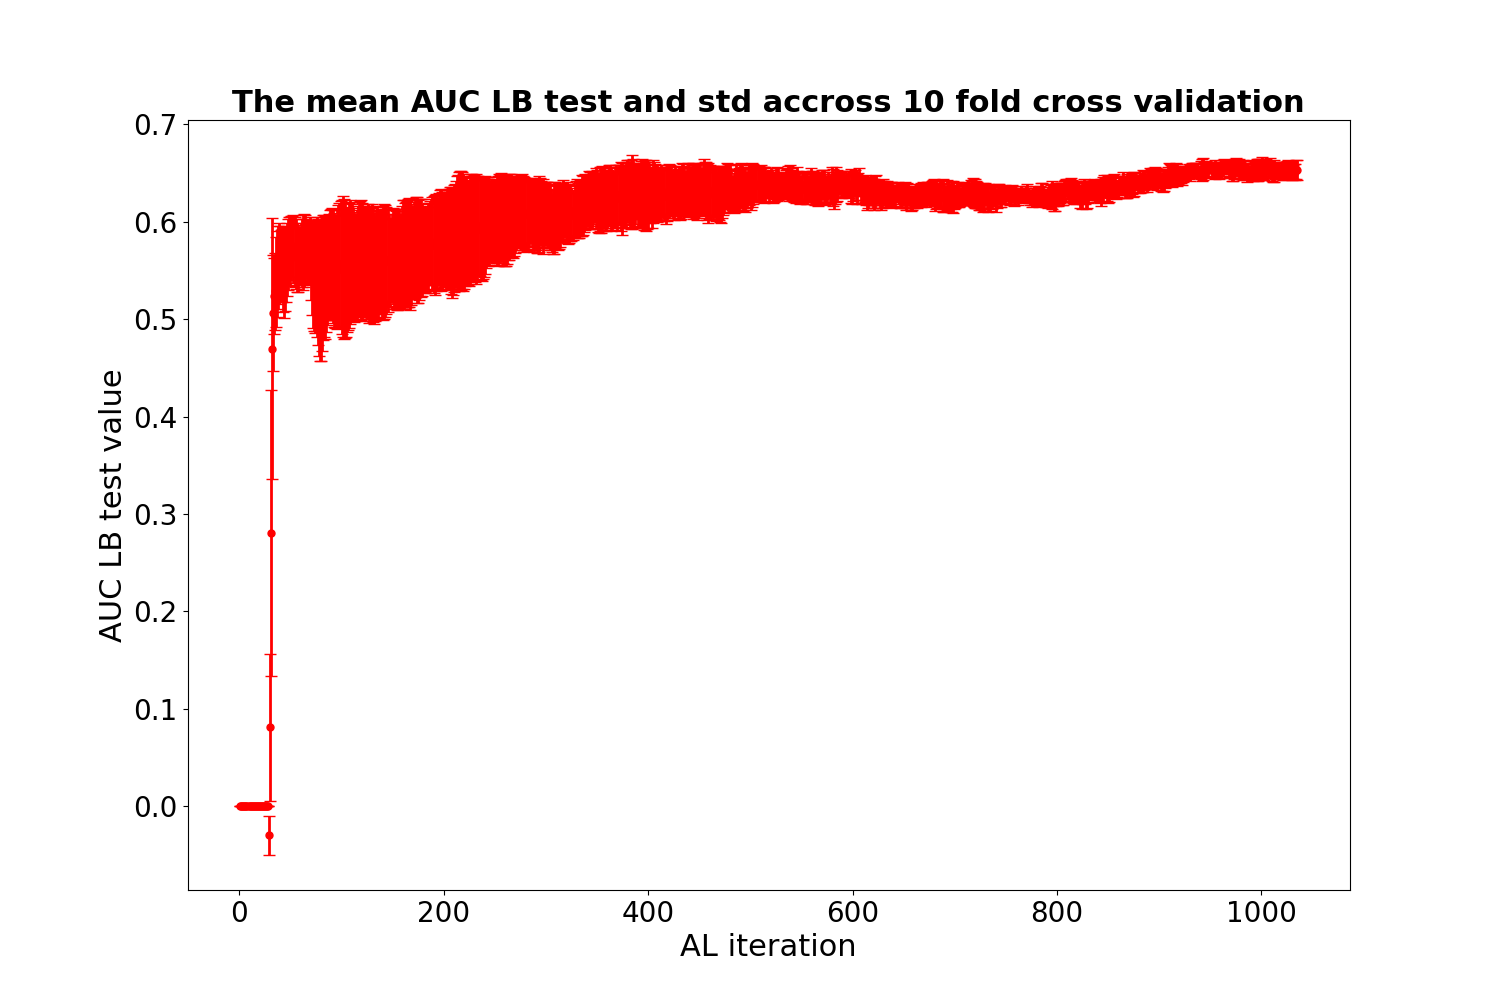 The mean AUC LB test and std accross 10 fold cross validation
0.7
0.6
0.5
0.4
0.3
0.2
0.1
0.0
AUC LB test value
0 200 400 600 800 1000
AL iteration